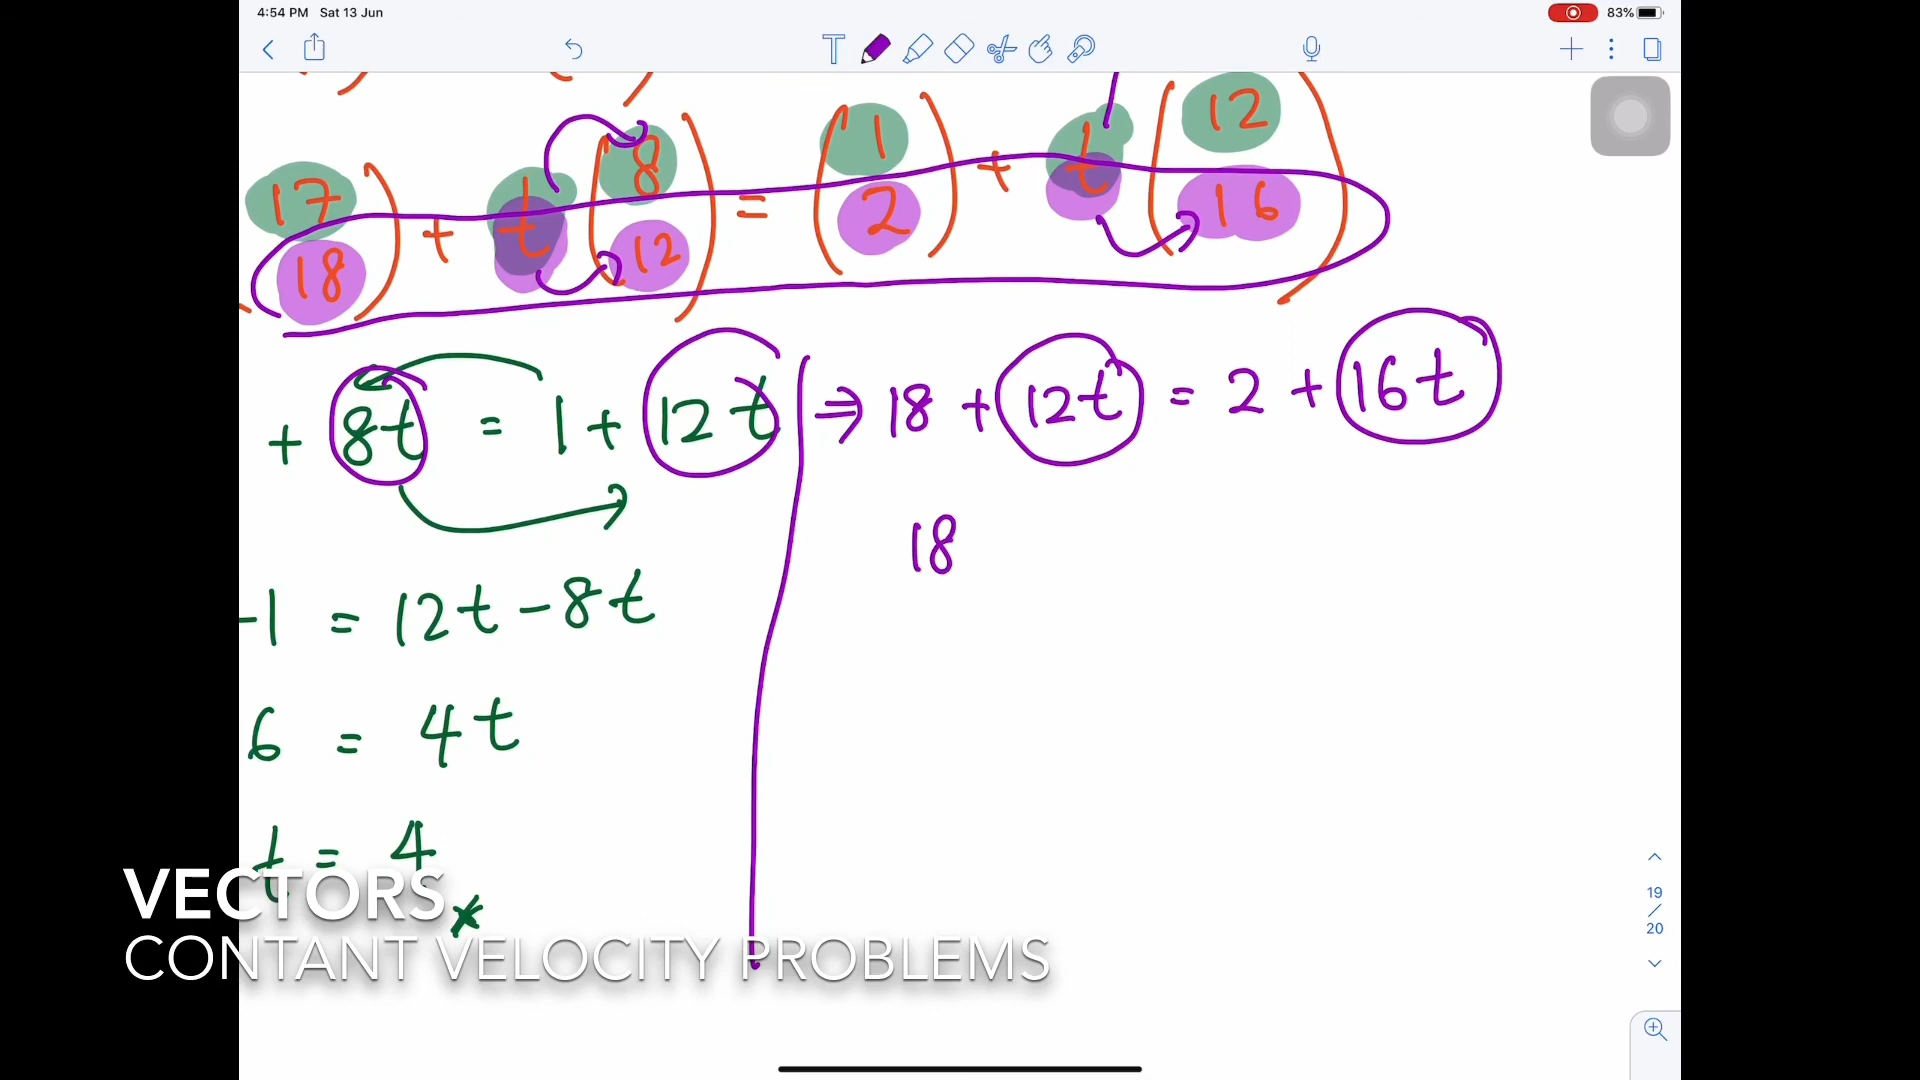 4:54 PM Sat 13 Jun
83%
T
17 + t 8 = 1 + t 12
18 12 2 16
+ 8t = 1 + 12t ⇒ 18 + 12t = 2 + 16t
18
-1 = 12t - 8t
6 = 4t
t = 4
VECTORS
CONTANT VELOCITY PROBLEMS
19
/
20